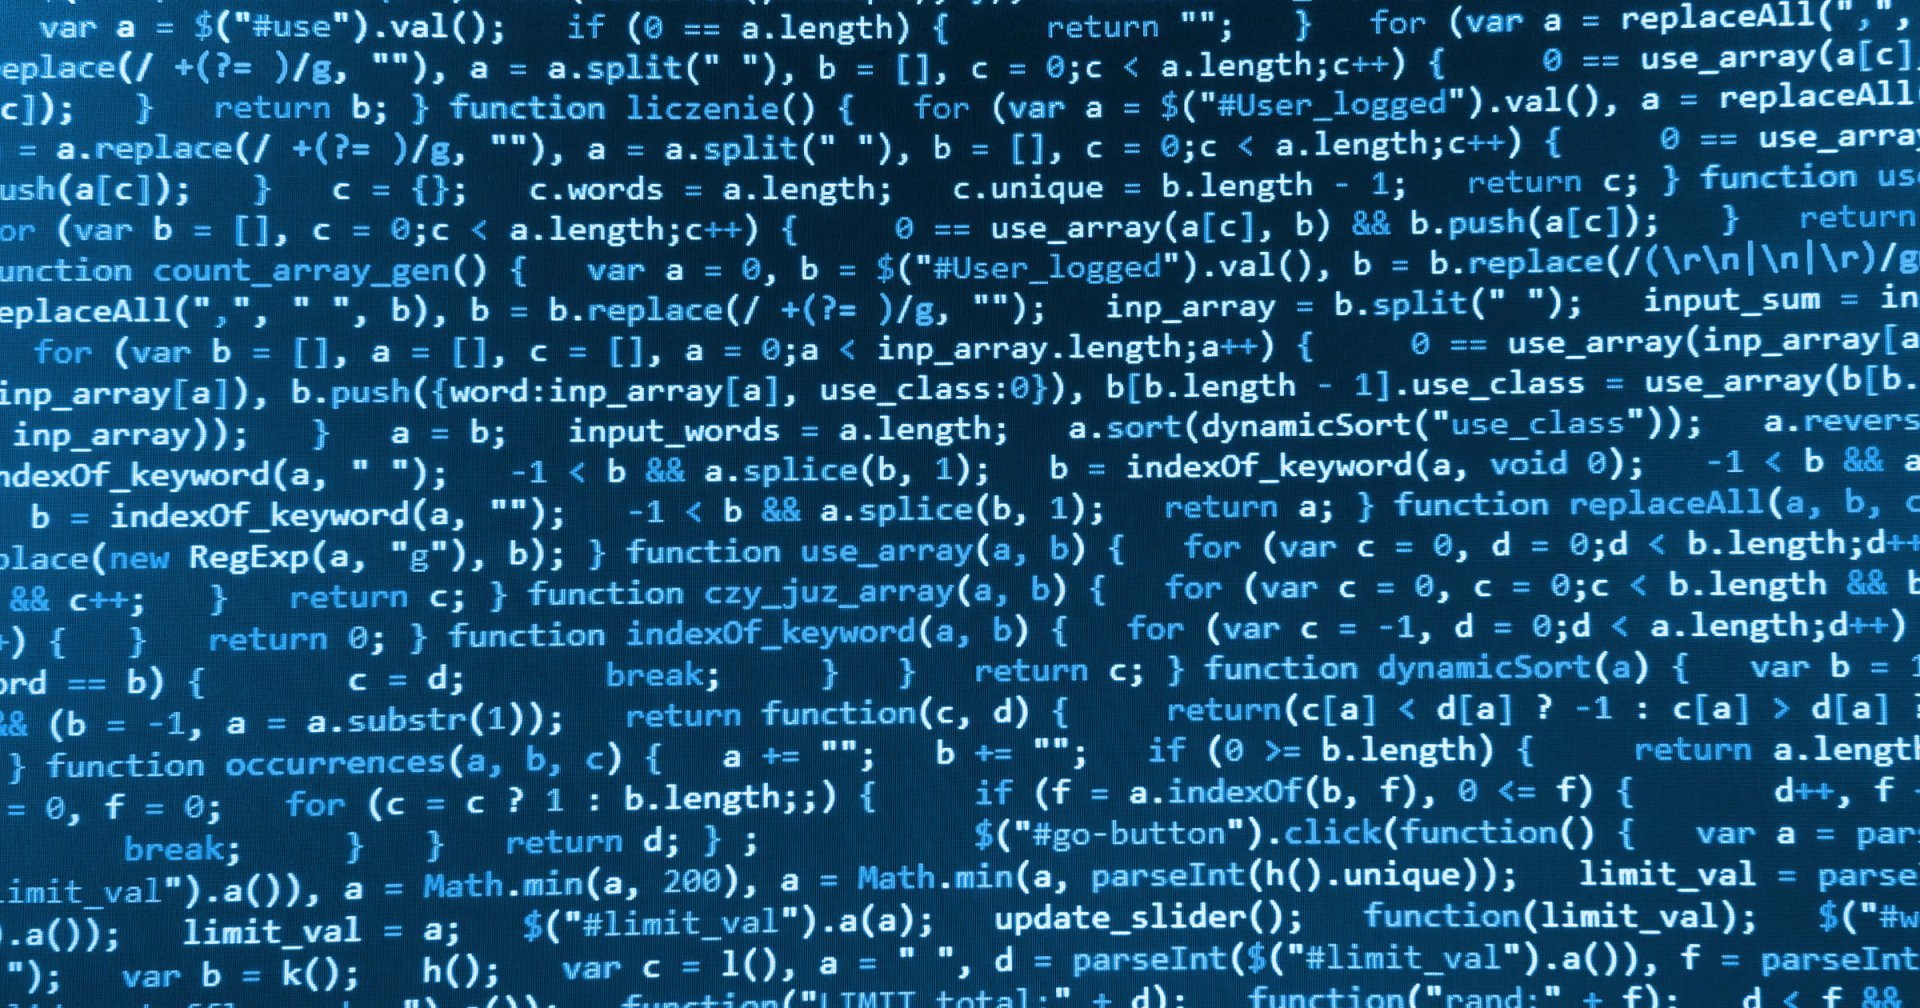 var a = $("#use").val();   if (0 == a.length) {     return "";   }   for (var a = replaceAll(",",
eplace(/ +(?= )/g, ""), a = a.split(" "), b = [], c = 0;c < a.length;c++) {     0 == use_array(a[c],
c]);   }   return b; } function liczenie() {   for (var a = $("#User_logged").val(), a = replaceAll(
= a.replace(/ +(?= )/g, ""), a = a.split(" "), b = [], c = 0;c < a.length;c++) {     0 == use_array
ush(a[c]);   }   c = {};   c.words = a.length;   c.unique = b.length - 1;   return c; } function use
or (var b = [], c = 0;c < a.length;c++) {     0 == use_array(a[c], b) && b.push(a[c]);   }   return
unction count_array_gen() {   var a = 0, b = $("#User_logged").val(), b = b.replace(/(\r\n|\n|\r)/g
eplaceAll(",", " ", b), b = b.replace(/ +(?= )/g, "");   inp_array = b.split(" ");   input_sum = in
for (var b = [], a = [], c = [], a = 0;a < inp_array.length;a++) {     0 == use_array(inp_array[a
inp_array[a]), b.push({word:inp_array[a], use_class:0}), b[b.length - 1].use_class = use_array(b[b.
inp_array));   }   a = b;   input_words = a.length;   a.sort(dynamicSort("use_class"));   a.revers
ndexOf_keyword(a, " ");   -1 < b && a.splice(b, 1);   b = indexOf_keyword(a, void 0);   -1 < b && a
b = indexOf_keyword(a, "");   -1 < b && a.splice(b, 1);   return a; } function replaceAll(a, b, c
place(new RegExp(a, "g"), b); } function use_array(a, b) {   for (var c = 0, d = 0;d < b.length;d++
&& c++;   }   return c; } function czy_juz_array(a, b) {   for (var c = 0, c = 0;c < b.length && b
+) {   }   return 0; } function indexOf_keyword(a, b) {   for (var c = -1, d = 0;d < a.length;d++)
ord == b) {       c = d;       break;     }   }   return c; } function dynamicSort(a) {   var b = 1
&& (b = -1, a = a.substr(1));   return function(c, d) {     return(c[a] < d[a] ? -1 : c[a] > d[a] ?
} function occurrences(a, b, c) {   a += "";   b += "";   if (0 >= b.length) {     return a.length
= 0, f = 0;   for (c = c ? 1 : b.length;;) {     if (f = a.indexOf(b, f), 0 <= f) {       d++, f
break;     }   }   return d; } ;           $("#go-button").click(function() {   var a = pars
imit_val").a()), a = Math.min(a, 200), a = Math.min(a, parseInt(h().unique));   limit_val = parse
.a());   limit_val = a;   $("#limit_val").a(a);   update_slider();   function(limit_val);   $("#w
");   var b = k();   h();   var c = l(), a = " ", d = parseInt($("#limit_val").a()), f = parseInt
function("LIMIT_total:" + d);   function("rand:" + f);   d < f &&